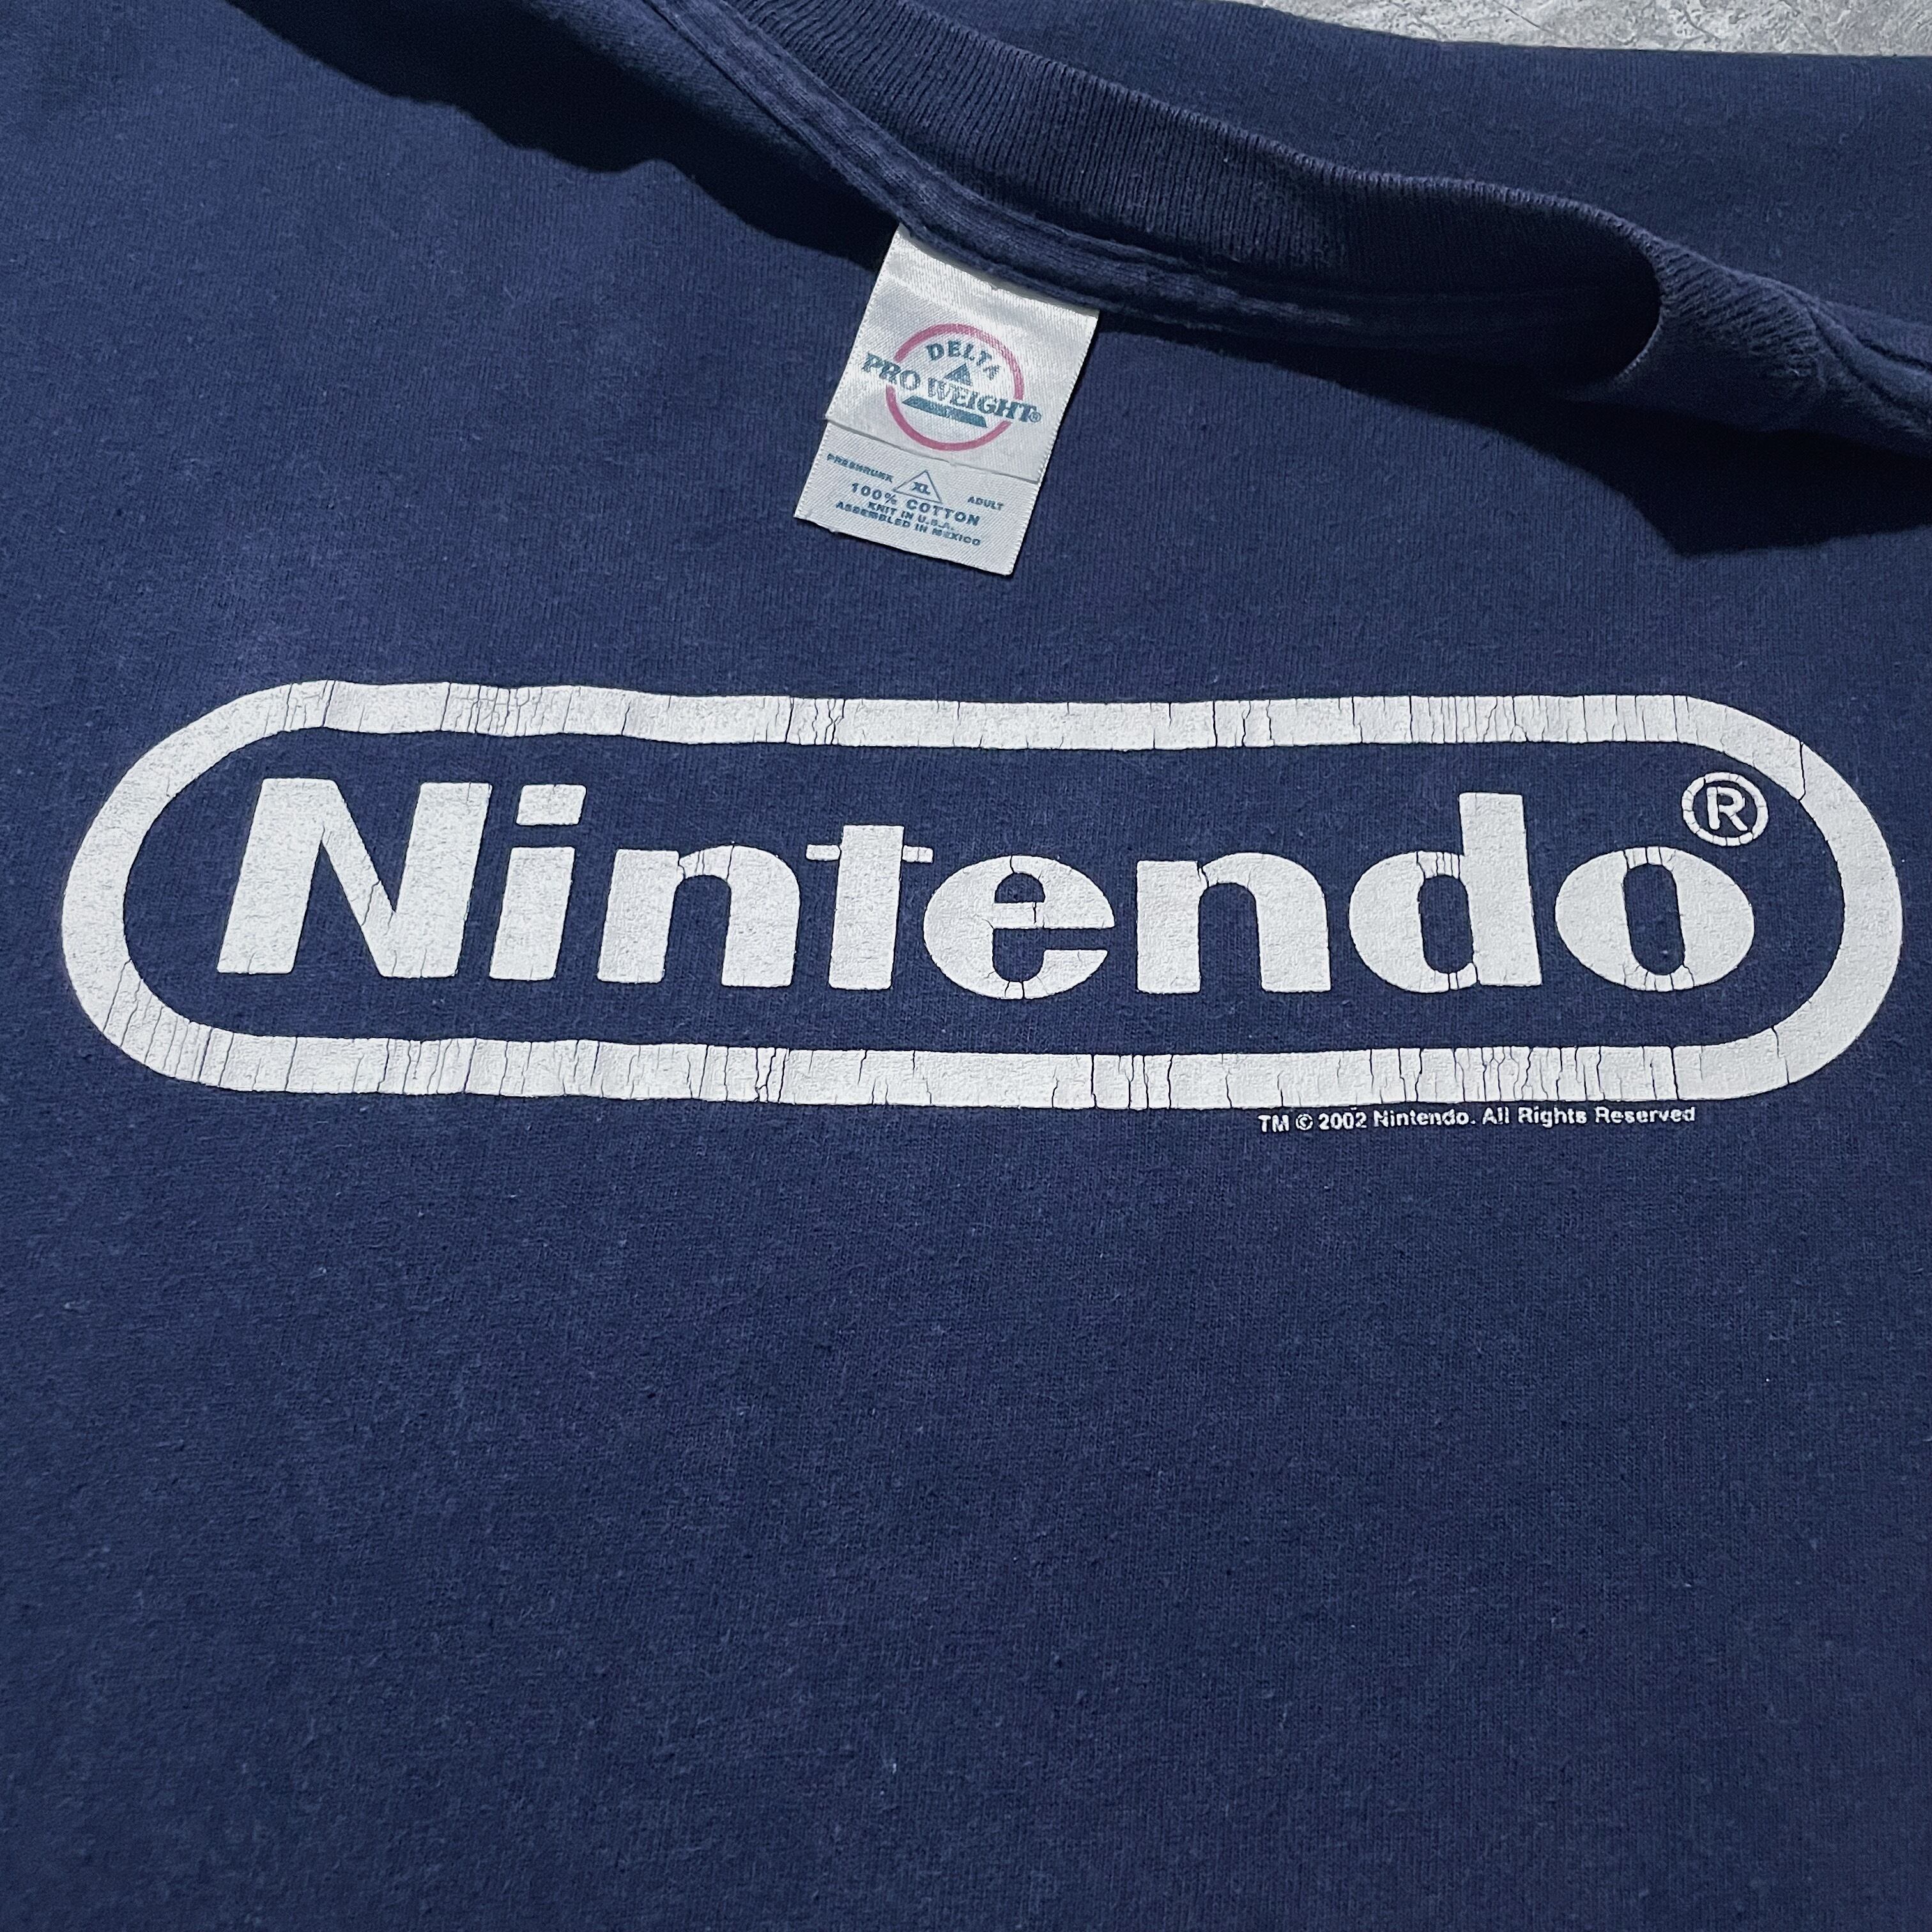 DELTA
PRO WEIGHT®
PRESHRUNK XL ADULT
100% COTTON
KNIT IN U.S.A.
ASSEMBLED IN MEXICO
Nintendo®
TM © 2002 Nintendo. All Rights Reserved